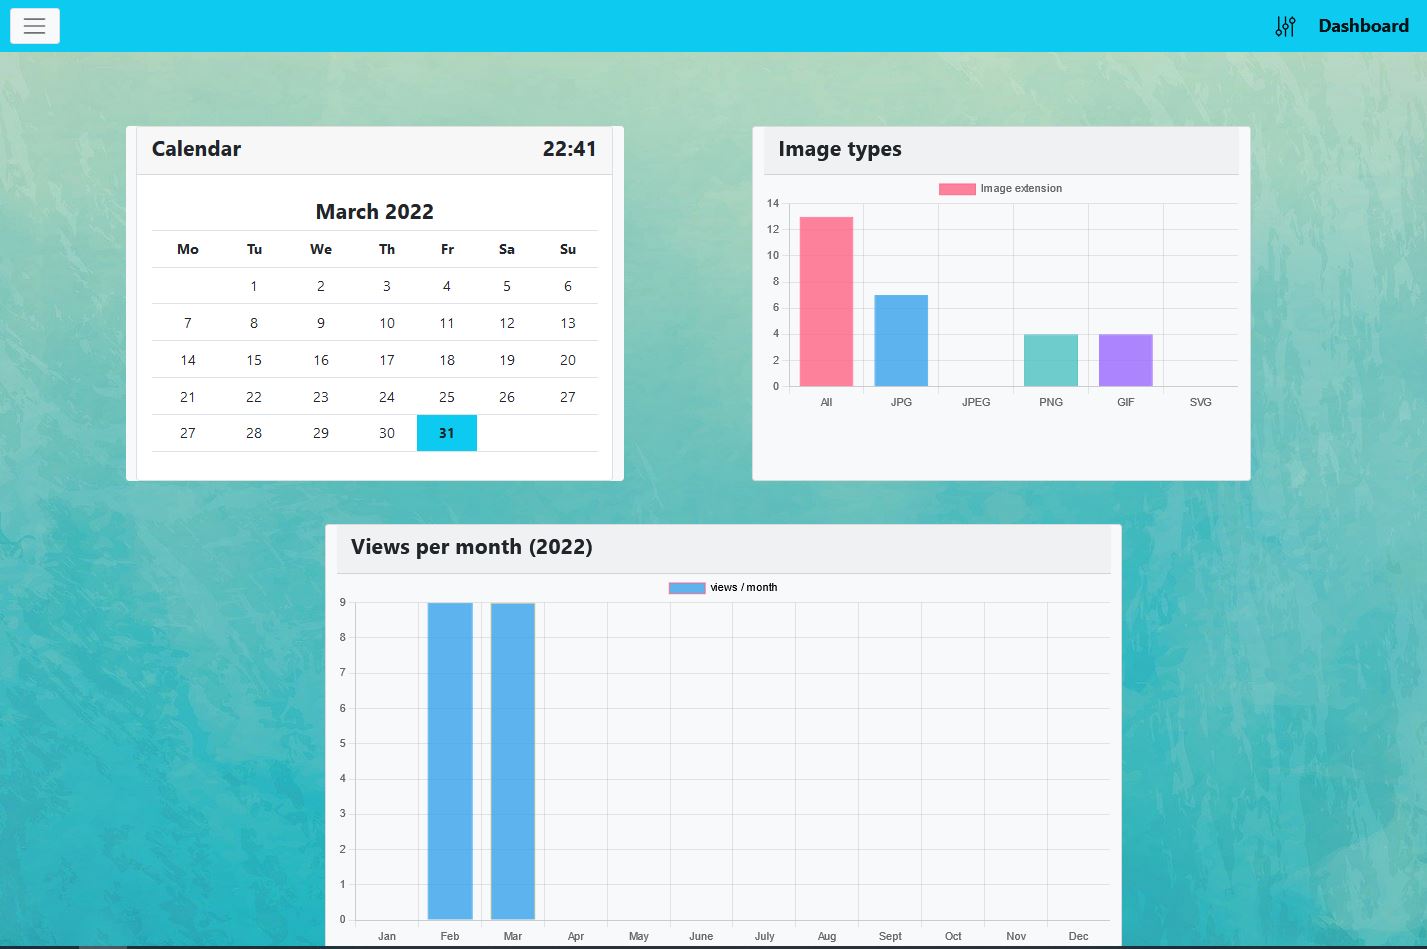 Dashboard
Calendar 22:41
March 2022
Mo Tu We Th Fr Sa Su
1 2 3 4 5 6
7 8 9 10 11 12 13
14 15 16 17 18 19 20
21 22 23 24 25 26 27
27 28 29 30 31
Image types
Image extension
14
12
10
8
6
4
2
0
All JPG JPEG PNG GIF SVG
Views per month (2022)
views / month
9
8
7
6
5
4
3
2
1
0
Jan Feb Mar Apr May June July Aug Sept Oct Nov Dec